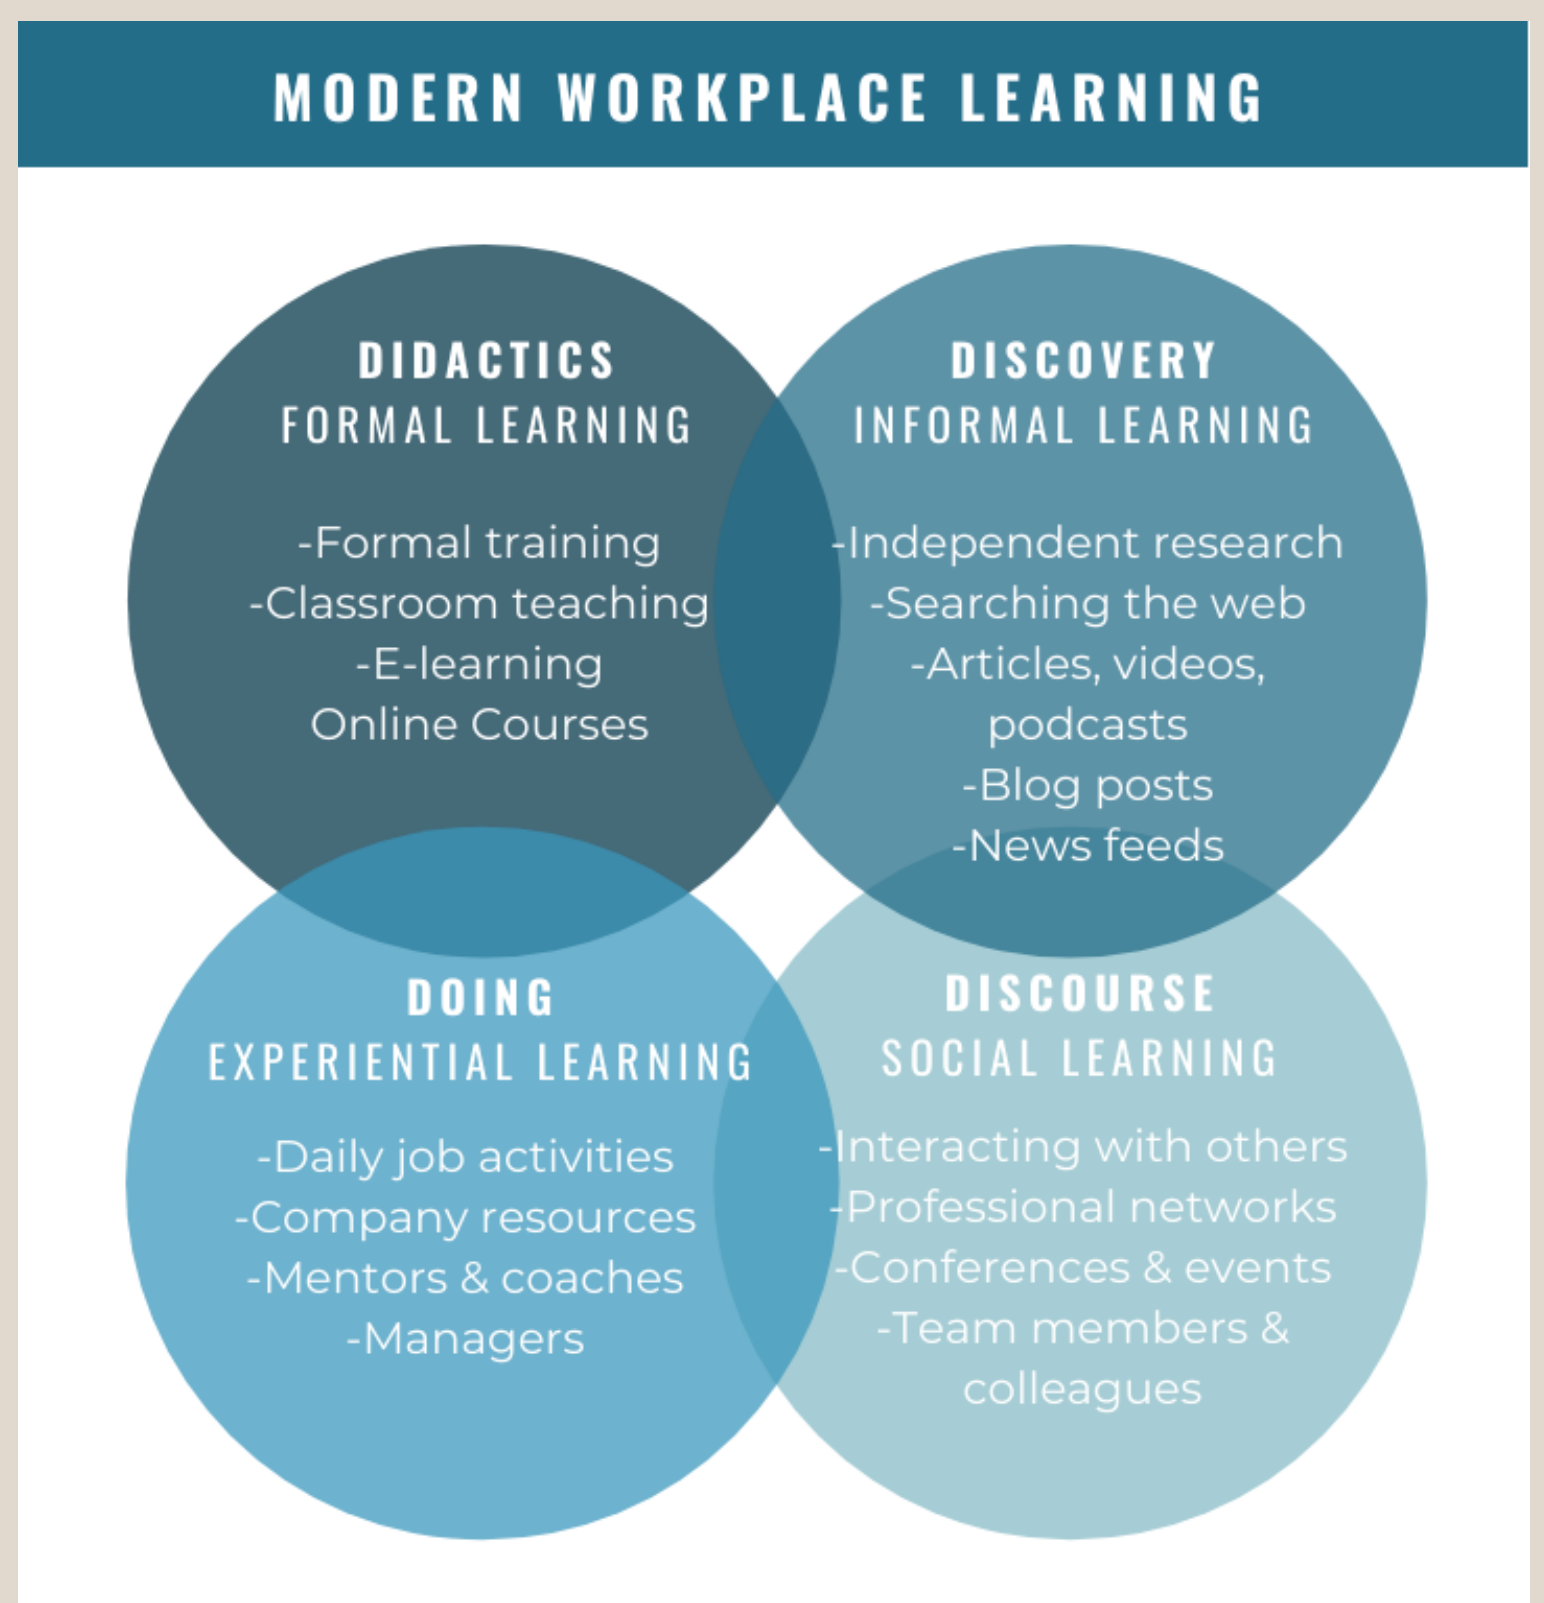 MODERN WORKPLACE LEARNING
DIDACTICS
FORMAL LEARNING
-Formal training
-Classroom teaching
-E-learning
Online Courses
DISCOVERY
INFORMAL LEARNING
-Independent research
-Searching the web
-Articles, videos,
podcasts
-Blog posts
-News feeds
DOING
EXPERIENTIAL LEARNING
-Daily job activities
-Company resources
-Mentors & coaches
-Managers
DISCOURSE
SOCIAL LEARNING
-Interacting with others
-Professional networks
-Conferences & events
-Team members &
colleagues